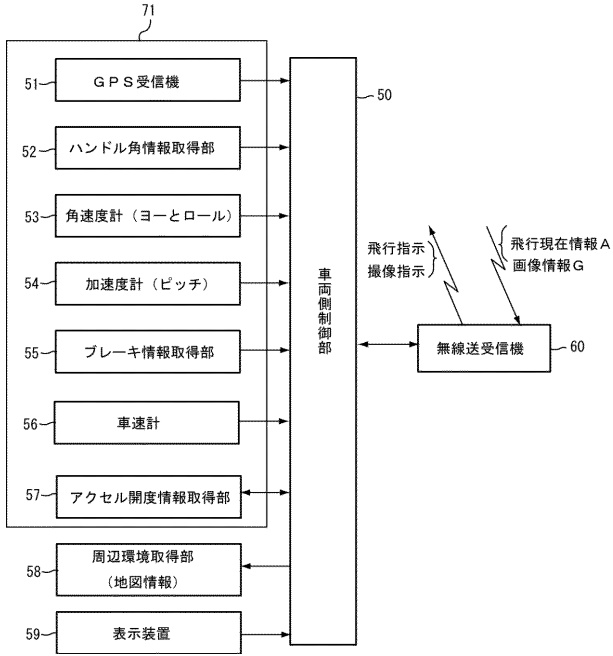 71
51
GPS受信機
50
52
ハンドル角情報取得部
53
角速度計（ヨーとロール）
飛行指示
撮像指示
飛行現在情報A
画像情報G
54
加速度計（ピッチ）
車両側制御部
55
ブレーキ情報取得部
無線送受信機
60
56
車速計
57
アクセル開度情報取得部
58
周辺環境取得部
（地図情報）
59
表示装置